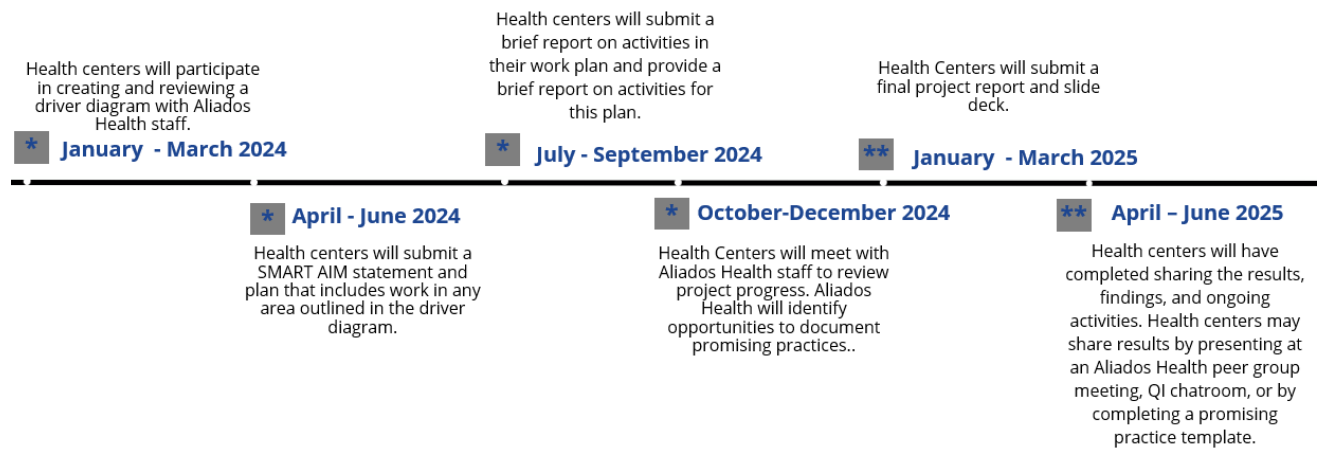 Health centers will participate
in creating and reviewing a
driver diagram with Aliados
Health staff.
* January - March 2024
* April - June 2024
Health centers will submit a
SMART AIM statement and
plan that includes work in any
area outlined in the driver
diagram.
Health centers will submit a
brief report on activities in
their work plan and provide a
brief report on activities for
this plan.
* July - September 2024
* October-December 2024
Health Centers will meet with
Aliados Health staff to review
project progress. Aliados
Health will identify
opportunities to document
promising practices..
Health Centers will submit a
final project report and slide
deck.
** January - March 2025
** April – June 2025
Health centers will have
completed sharing the results,
findings, and ongoing
activities. Health centers may
share results by presenting at
an Aliados Health peer group
meeting, QI chatroom, or by
completing a promising
practice template.